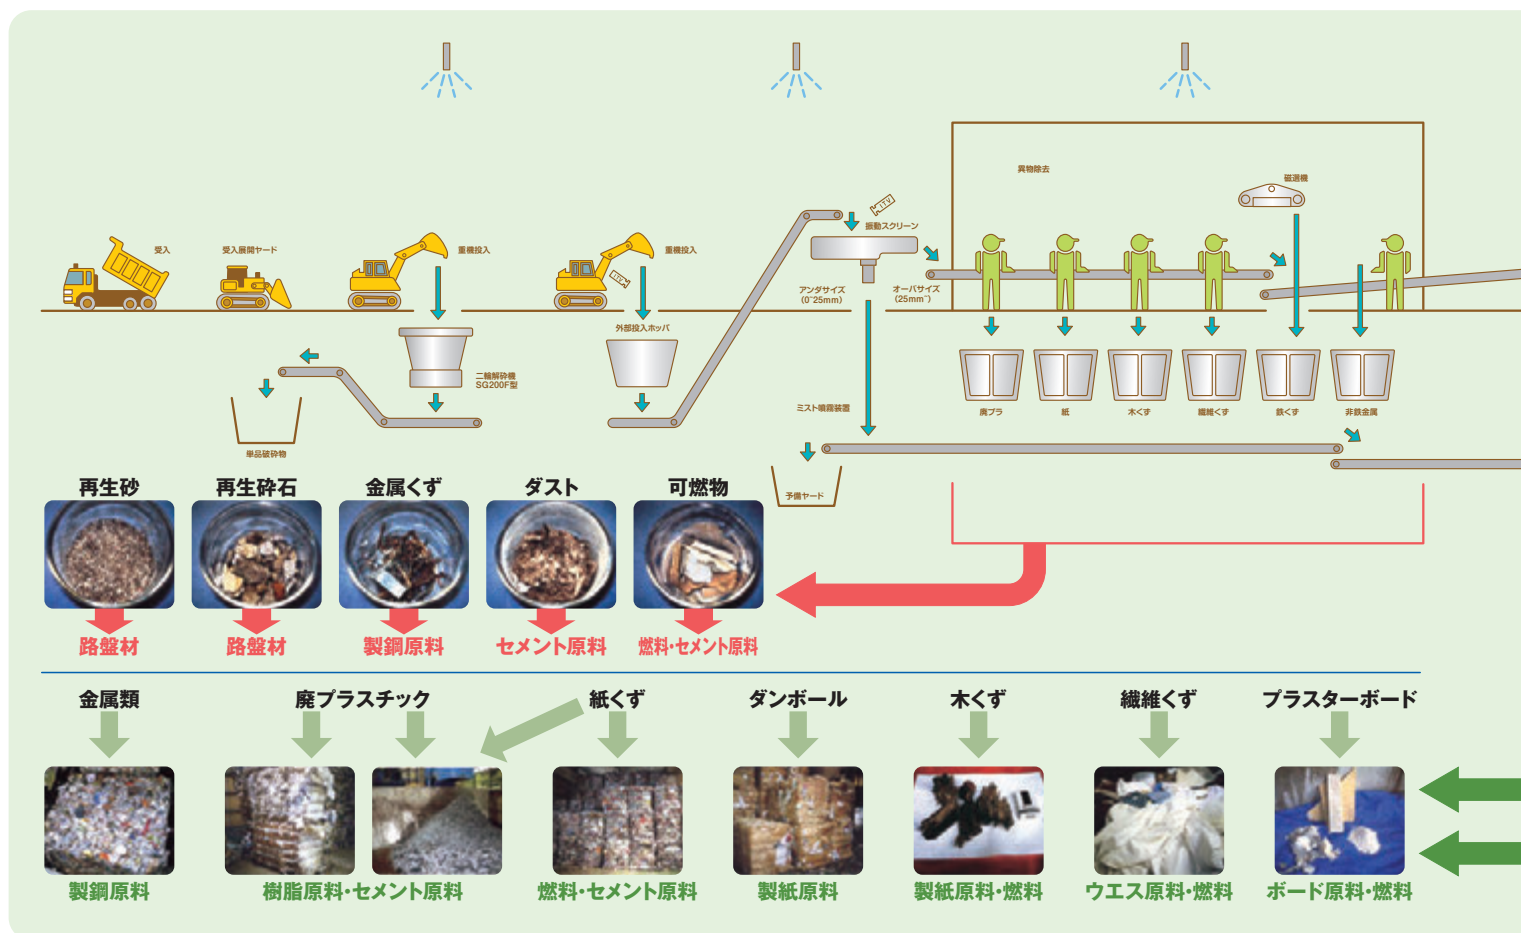 受入
受入展開ヤード
重機投入
重機投入
ITV
ITV
振動スクリーン
異物除去
磁選機
アンダサイズ
(0~25mm)
オーバサイズ
(25mm~)
外部投入ホッパ
二軸解砕機
SG200F型
単品破砕物
ミスト噴霧装置
予備ヤード
廃プラ
紙
木くず
繊維くず
鉄くず
非鉄金属
再生砂
再生砕石
金属くず
ダスト
可燃物
路盤材
路盤材
製鋼原料
セメント原料
燃料・セメント原料
金属類
廃プラスチック
紙くず
ダンボール
木くず
繊維くず
プラスターボード
製鋼原料
樹脂原料・セメント原料
燃料・セメント原料
製紙原料
製紙原料・燃料
ウエス原料・燃料
ボード原料・燃料